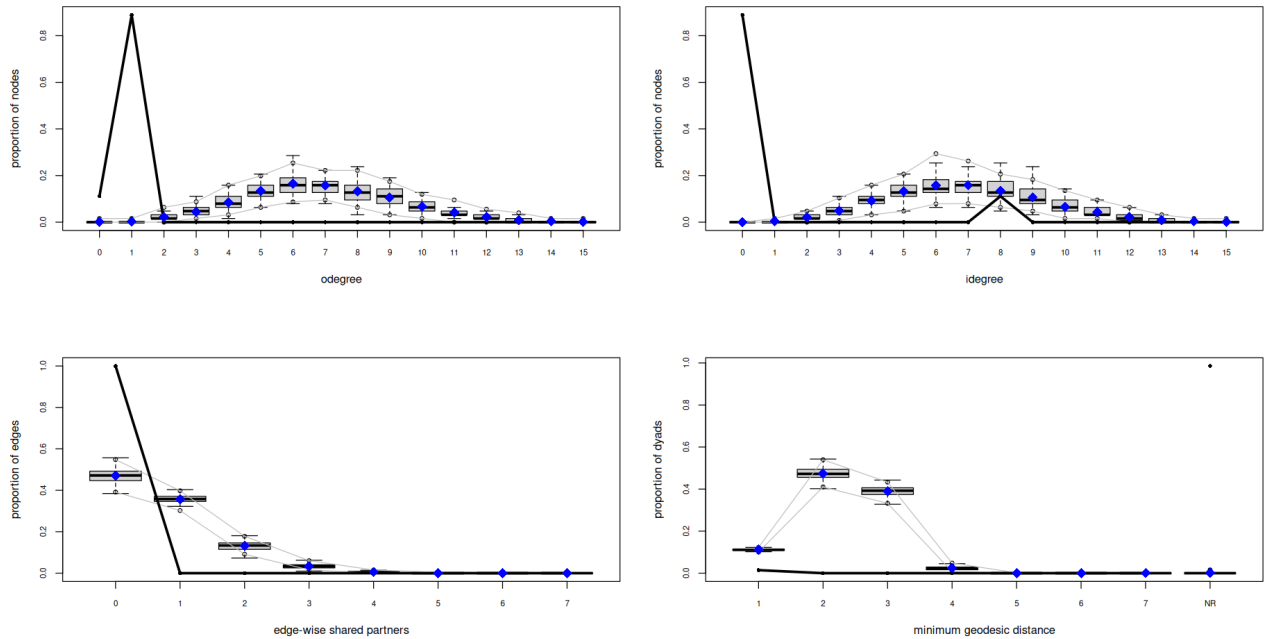 proportion of nodes
0.0 0.2 0.4 0.6 0.8
0 1 2 3 4 5 6 7 8 9 10 11 12 13 14 15
odegree
proportion of nodes
0.0 0.2 0.4 0.6 0.8
0 1 2 3 4 5 6 7 8 9 10 11 12 13 14 15
idegree
proportion of edges
0.0 0.2 0.4 0.6 0.8 1.0
0 1 2 3 4 5 6 7
edge-wise shared partners
proportion of dyads
0.0 0.2 0.4 0.6 0.8 1.0
1 2 3 4 5 6 7 NR
minimum geodesic distance